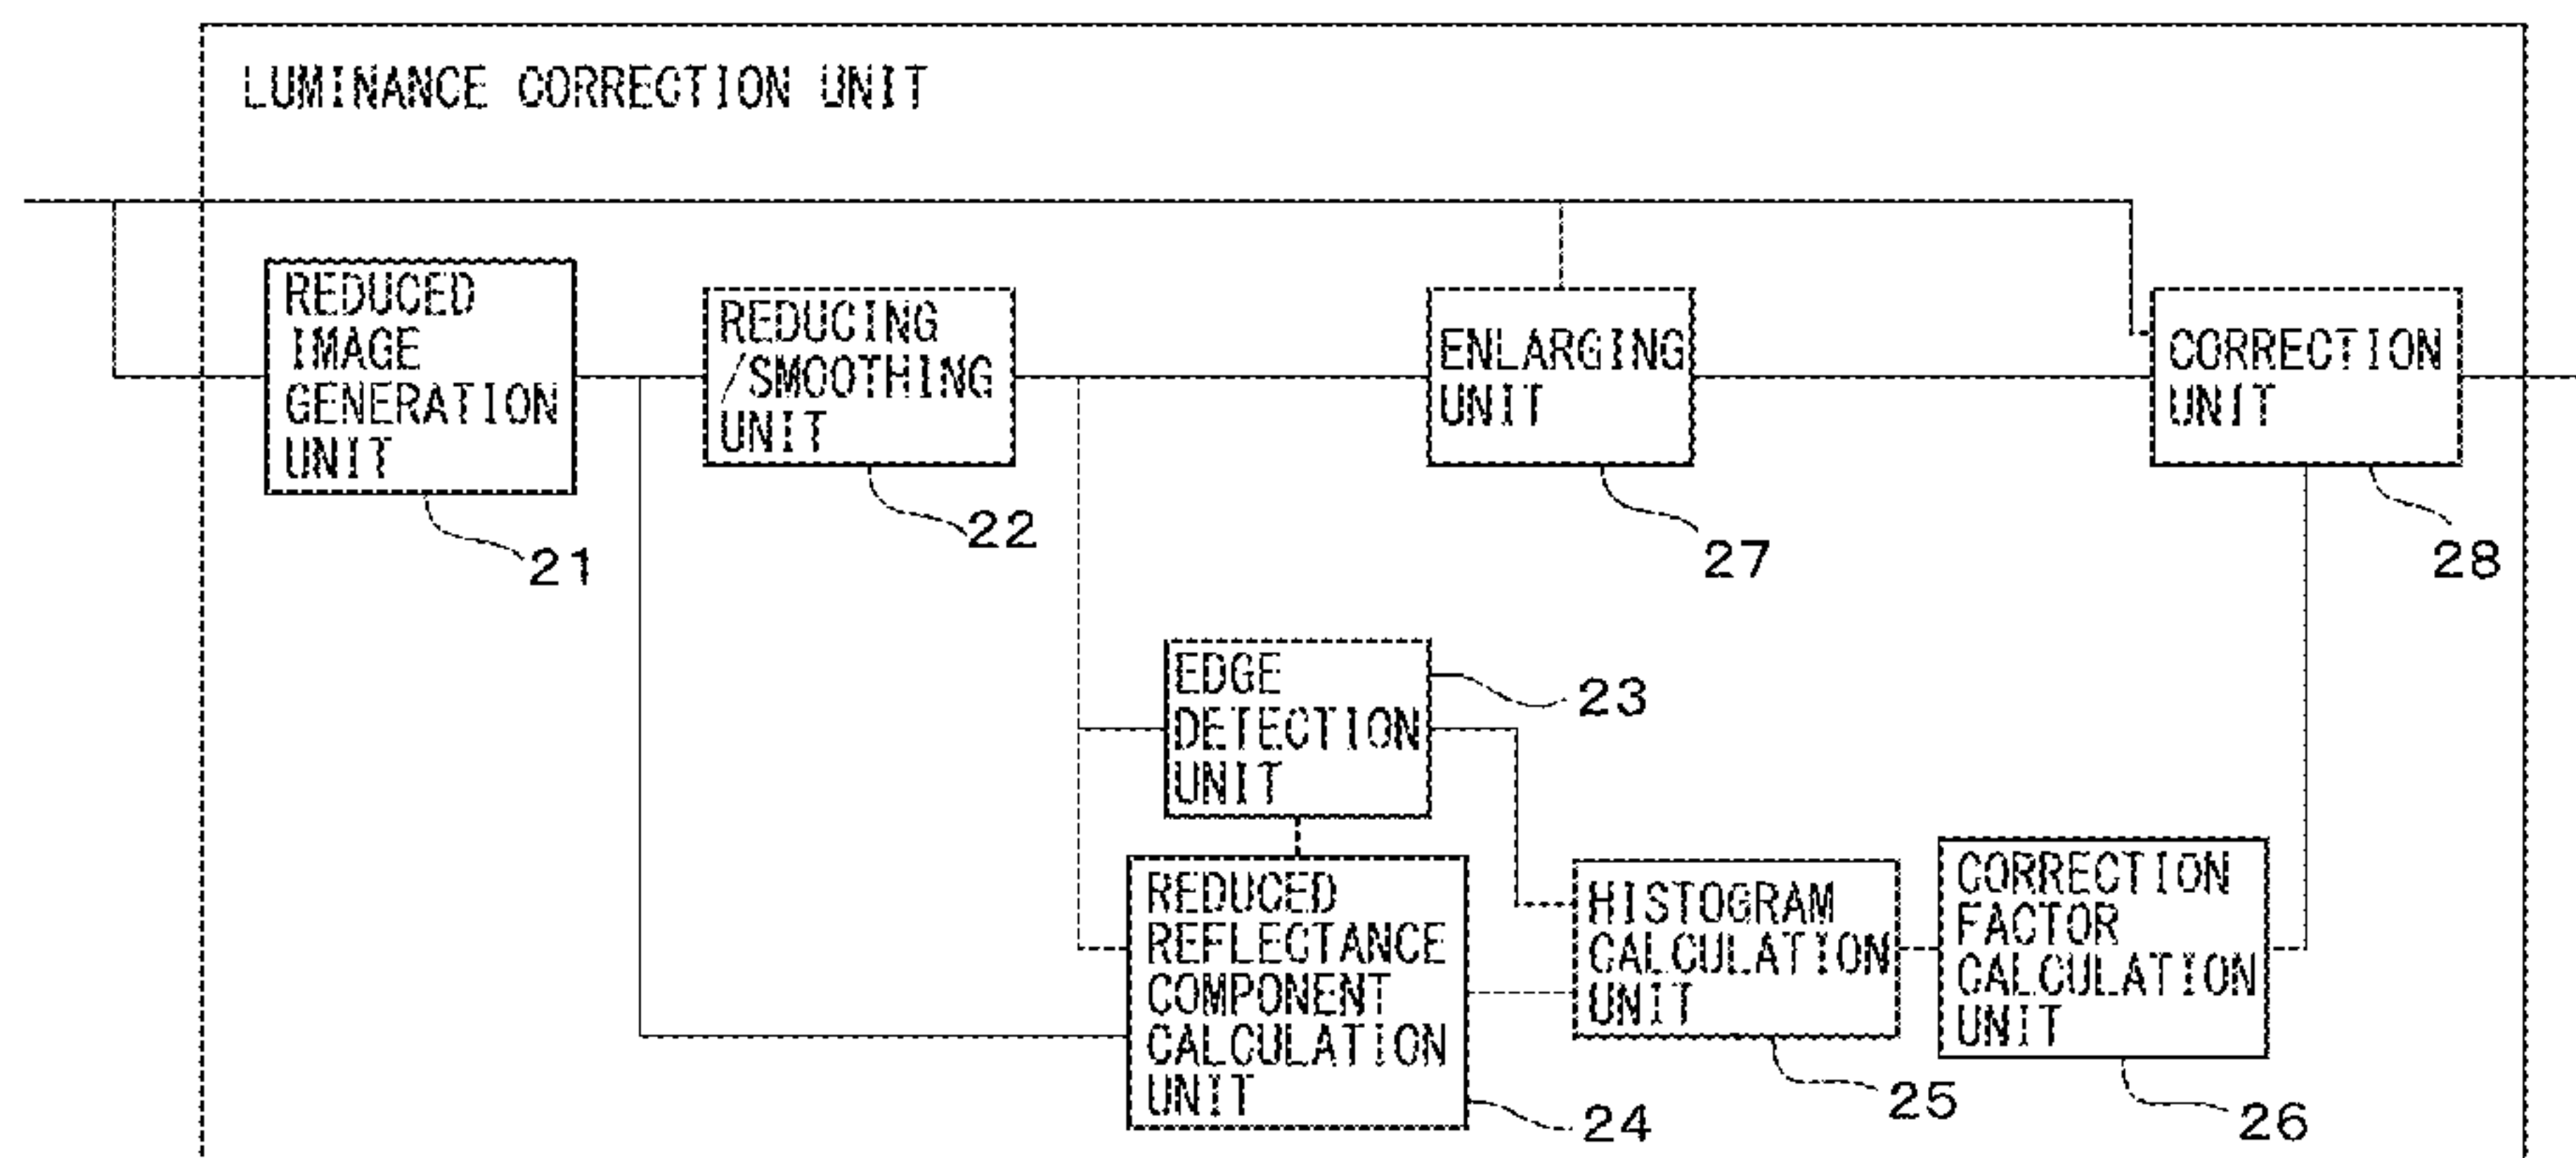 LUMINANCE CORRECTION UNIT
REDUCED
IMAGE
GENERATION
UNIT
21
REDUCING
/SMOOTHING
UNIT
22
ENLARGING
UNIT
27
CORRECTION
UNIT
28
EDGE
DETECTION
UNIT
23
REDUCED
REFLECTANCE
COMPONENT
CALCULATION
UNIT
24
HISTOGRAM
CALCULATION
UNIT
25
CORRECTION
FACTOR
CALCULATION
UNIT
26